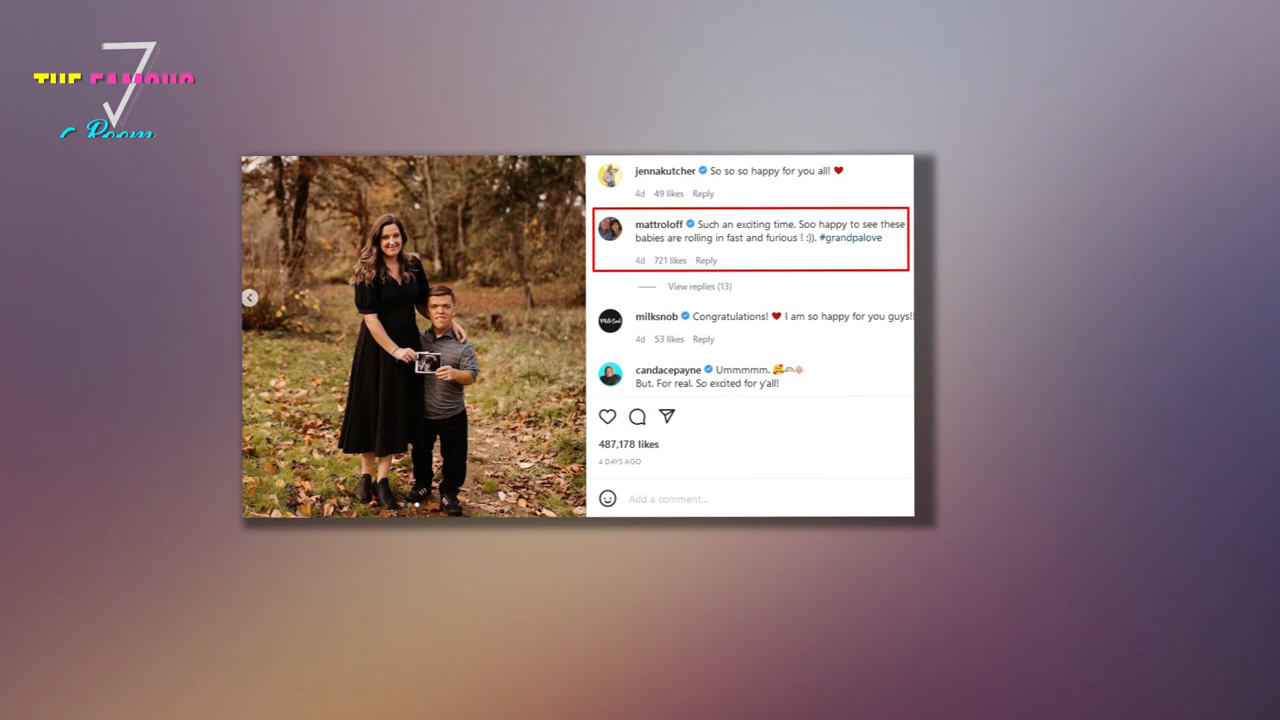 THE FAMOUS
7
Room
jennakutcher So so so happy for you all! ❤
4d 49 likes Reply
mattroloff Such an exciting time. Soo happy to see these
babies are rolling in fast and furious ! :)). #grandpalove
4d 721 likes Reply
View replies (13)
milksnob Congratulations! ❤ I am so happy for you guys!!
4d 53 likes Reply
candacepayne Ummmmm. 🥰🌈👶🏼
But. For real. So excited for y'all!
487,178 likes
4 DAYS AGO
Add a comment...